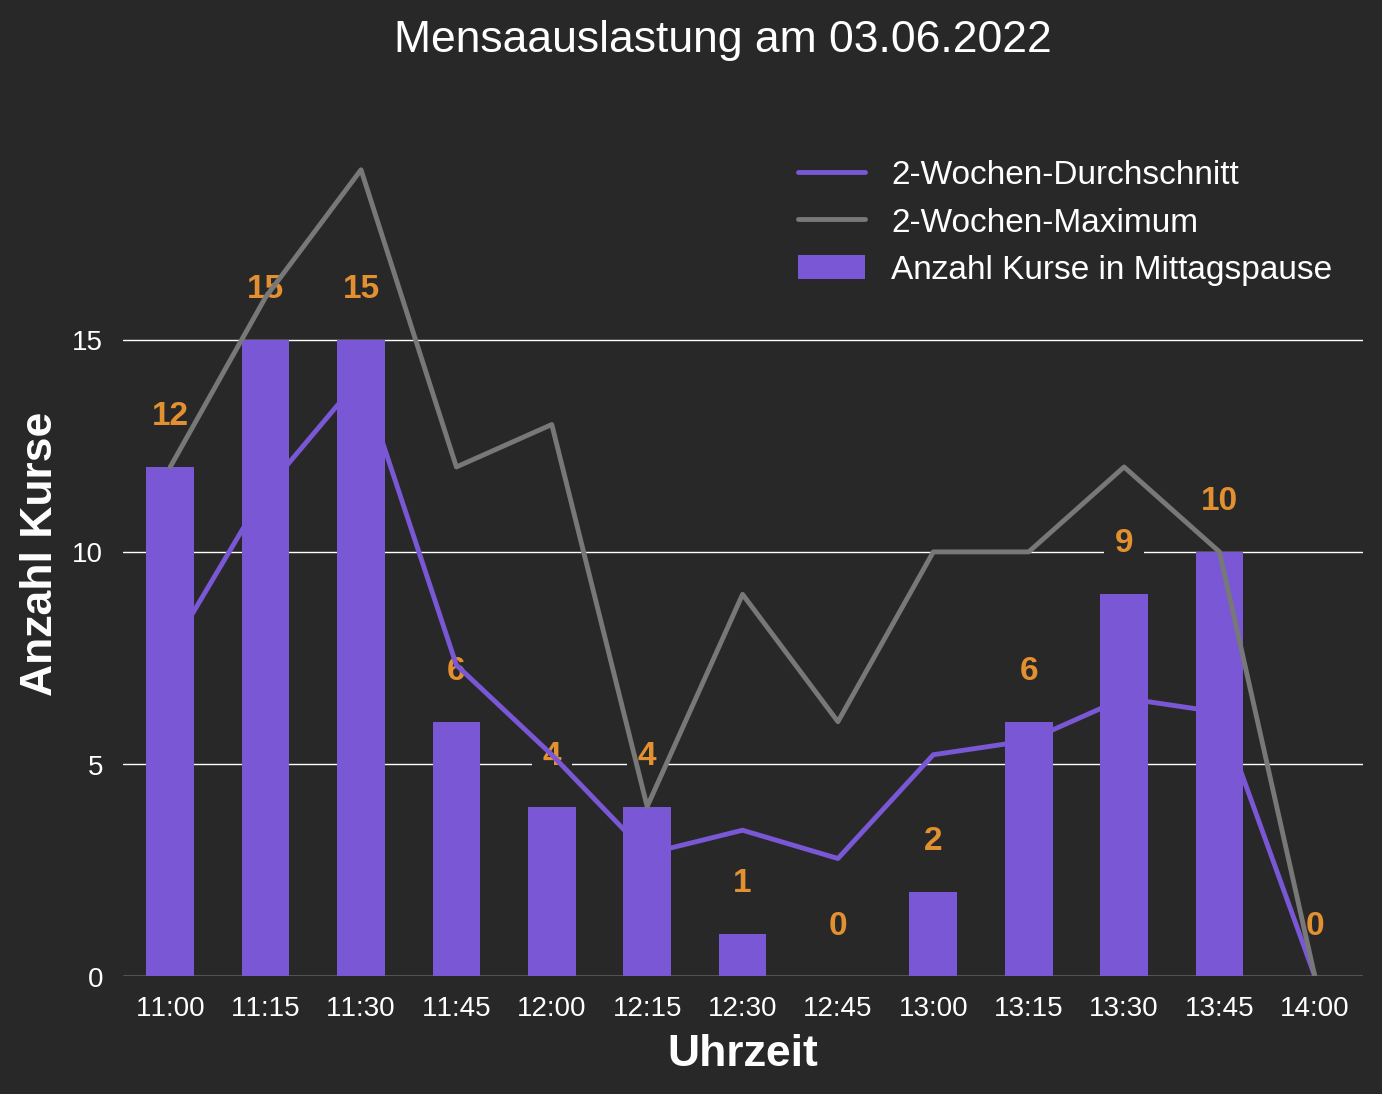 Mensaauslastung am 03.06.2022
2-Wochen-Durchschnitt
2-Wochen-Maximum
Anzahl Kurse in Mittagspause
Anzahl Kurse
15
10
5
0
12
15
15
6
4
4
1
0
2
6
9
10
0
11:00 11:15 11:30 11:45 12:00 12:15 12:30 12:45 13:00 13:15 13:30 13:45 14:00
Uhrzeit